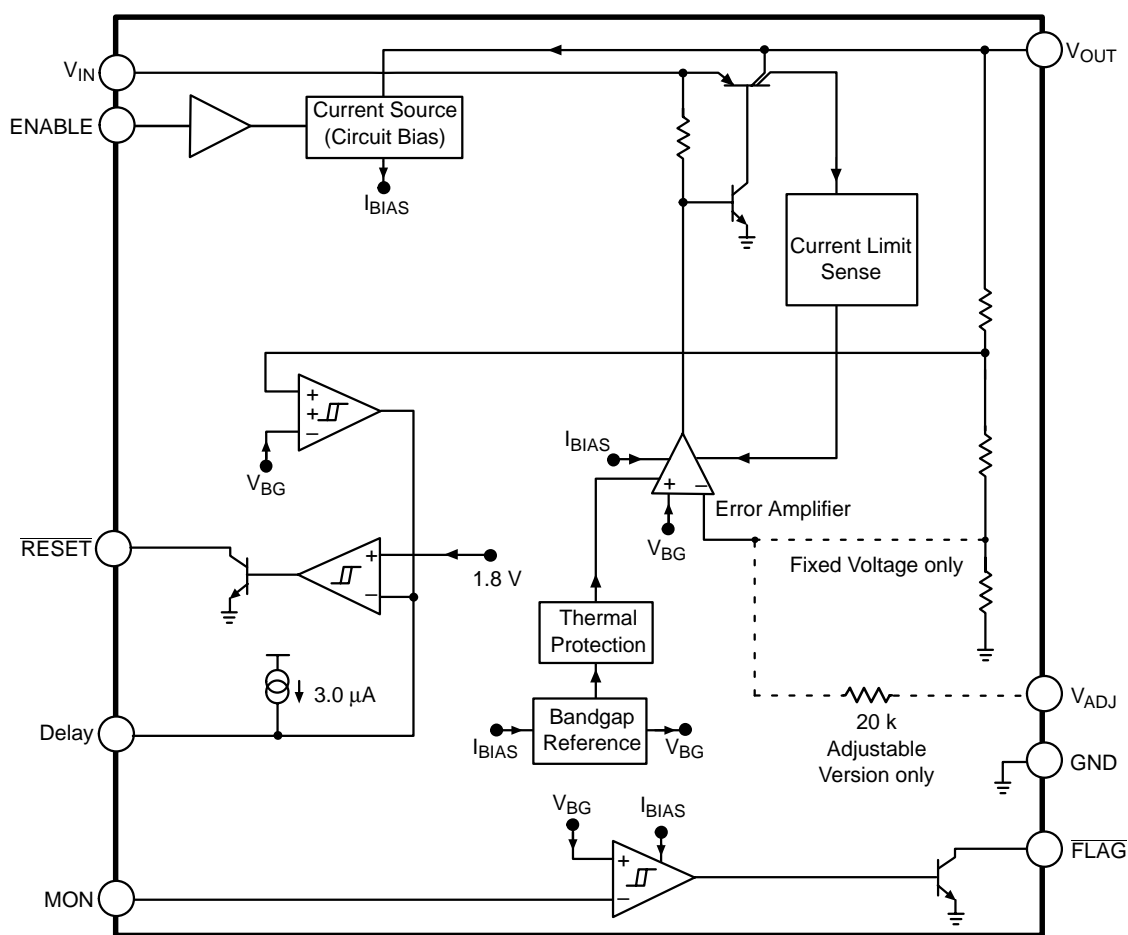 V_IN
V_OUT
ENABLE
Current Source
(Circuit Bias)
I_BIAS
Current Limit
Sense
+
+
−
V_BG
I_BIAS
+ −
Error Amplifier
V_BG
RESET
+
−
1.8 V
Fixed Voltage only
Thermal
Protection
3.0 μA
V_ADJ
20 k
Adjustable
Version only
Delay
Bandgap
Reference
I_BIAS
V_BG
GND
V_BG
I_BIAS
+
−
FLAG
MON